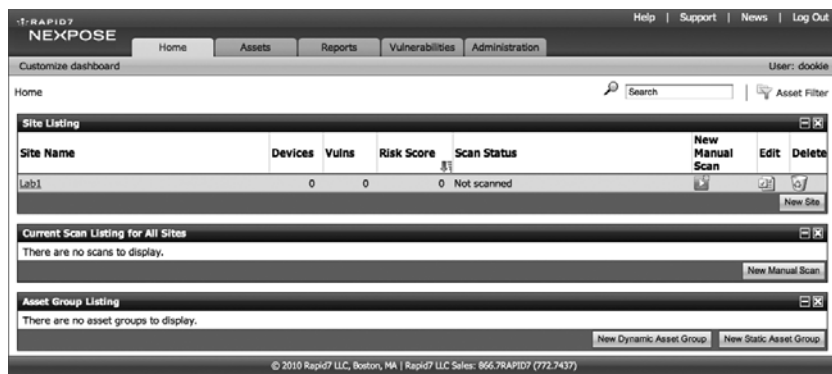 RAPID7
NEXPOSE
Help | Support | News | Log Out
Home Assets Reports Vulnerabilities Administration
Customize dashboard User: dookie
Home Search Asset Filter
Site Listing
Site Name Devices Vulns Risk Score Scan Status New Manual Scan Edit Delete
Lab1 0 0 0 Not scanned
New Site
Current Scan Listing for All Sites
There are no scans to display.
New Manual Scan
Asset Group Listing
There are no asset groups to display.
New Dynamic Asset Group New Static Asset Group
© 2010 Rapid7 LLC, Boston, MA | Rapid7 LLC Sales: 866.7RAPID7 (772.7437)